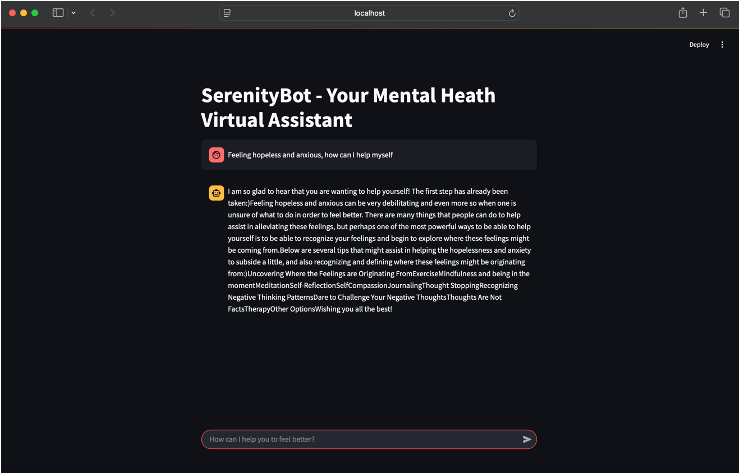 localhost
Deploy
SerenityBot - Your Mental Heath
Virtual Assistant
Feeling hopeless and anxious, how can I help myself
I am so glad to hear that you are wanting to help yourself! The first step has already been
taken:)Feeling hopeless and anxious can be very debilitating and even more so when one is
unsure of what to do in order to feel better. There are many things that people can do to help
assist in alleviating these feelings, but perhaps one of the most powerful ways to be able to help
yourself is to be able to recognize your feelings and begin to explore where these feelings might
be coming from.Below are several tips that might assist in helping the hopelessness and anxiety
to subside a little, and also recognizing and defining where these feelings might be originating
from:)Uncovering Where the Feelings are Originating FromExerciseMindfulness and being in the
momentMeditationSelf-ReflectionSelfCompassionJournalingThought StoppingRecognizing
Negative Thinking PatternsDare to Challenge Your Negative ThoughtsThoughts Are Not
FactsTherapyOther OptionsWishing you all the best!
How can I help you to feel better?